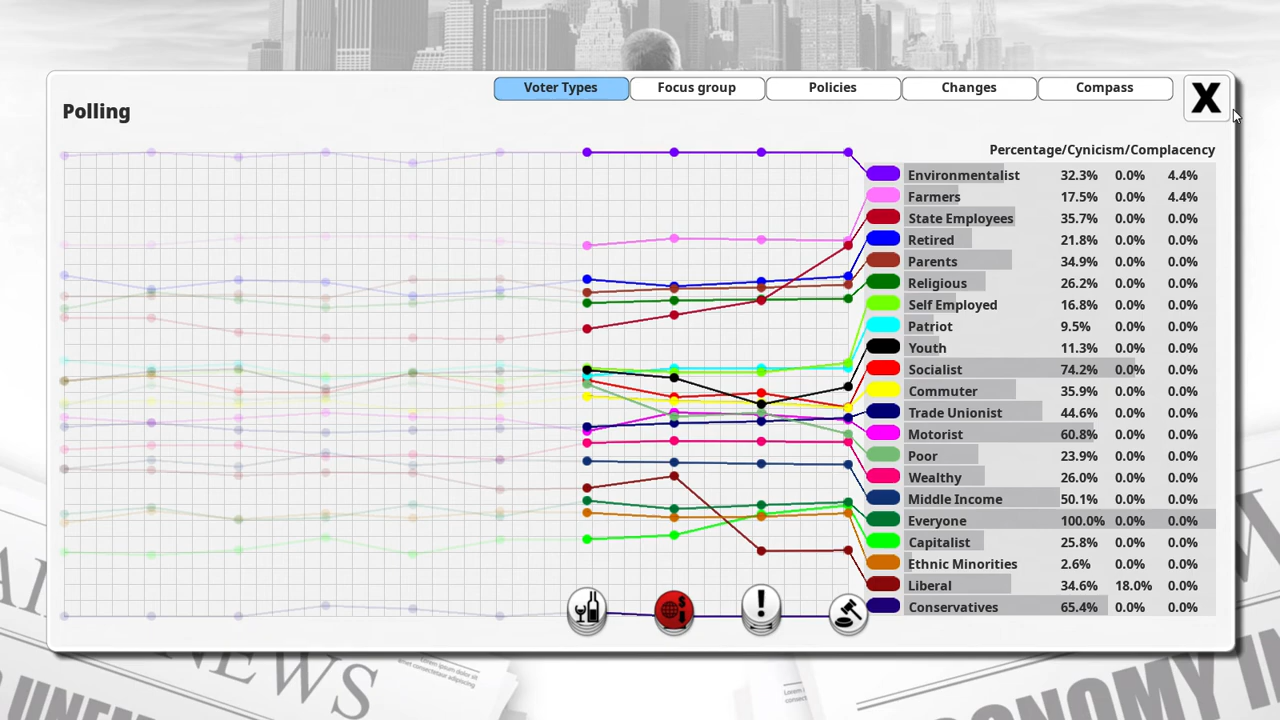 Voter Types Focus group Policies Changes Compass X
Polling
Percentage/Cynicism/Complacency
Environmentalist 32.3% 0.0% 4.4%
Farmers 17.5% 0.0% 4.4%
State Employees 35.7% 0.0% 0.0%
Retired 21.8% 0.0% 0.0%
Parents 34.9% 0.0% 0.0%
Religious 26.2% 0.0% 0.0%
Self Employed 16.8% 0.0% 0.0%
Patriot 9.5% 0.0% 0.0%
Youth 11.3% 0.0% 0.0%
Socialist 74.2% 0.0% 0.0%
Commuter 35.9% 0.0% 0.0%
Trade Unionist 44.6% 0.0% 0.0%
Motorist 60.8% 0.0% 0.0%
Poor 23.9% 0.0% 0.0%
Wealthy 26.0% 0.0% 0.0%
Middle Income 50.1% 0.0% 0.0%
Everyone 100.0% 0.0% 0.0%
Capitalist 25.8% 0.0% 0.0%
Ethnic Minorities 2.6% 0.0% 0.0%
Liberal 34.6% 18.0% 0.0%
Conservatives 65.4% 0.0% 0.0%
NEWS